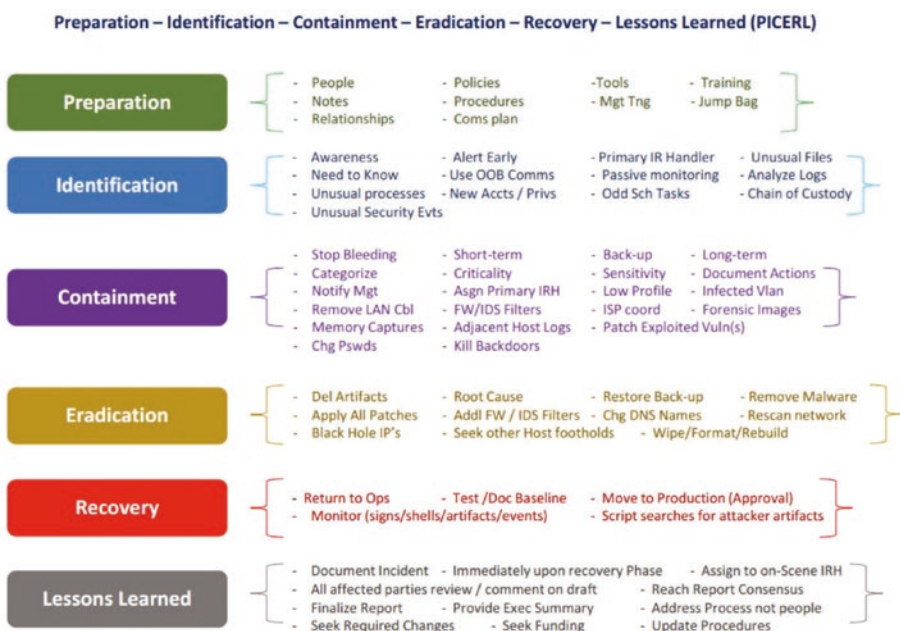 Preparation – Identification – Containment – Eradication – Recovery – Lessons Learned (PICERL)
Preparation
- People - Policies -Tools - Training
- Notes - Procedures - Mgt Tng - Jump Bag
- Relationships - Coms plan
Identification
- Awareness - Alert Early - Primary IR Handler - Unusual Files
- Need to Know - Use OOB Comms - Passive monitoring - Analyze Logs
- Unusual processes - New Accts / Privs - Odd Sch Tasks - Chain of Custody
- Unusual Security Evts
Containment
- Stop Bleeding - Short-term - Back-up - Long-term
- Categorize - Criticality - Sensitivity - Document Actions
- Notify Mgt - Asgn Primary IRH - Low Profile - Infected Vlan
- Remove LAN Cbl - FW/IDS Filters - ISP coord - Forensic Images
- Memory Captures - Adjacent Host Logs - Patch Exploited Vuln(s)
- Chg Pswds - Kill Backdoors
Eradication
- Del Artifacts - Root Cause - Restore Back-up - Remove Malware
- Apply All Patches - Addl FW / IDS Filters - Chg DNS Names - Rescan network
- Black Hole IP's - Seek other Host footholds - Wipe/Format/Rebuild
Recovery
- Return to Ops - Test /Doc Baseline - Move to Production (Approval)
- Monitor (signs/shells/artifacts/events) - Script searches for attacker artifacts
Lessons Learned
- Document Incident - Immediately upon recovery Phase - Assign to on-Scene IRH
- All affected parties review / comment on draft - Reach Report Consensus
- Finalize Report - Provide Exec Summary - Address Process not people
- Seek Required Changes - Seek Funding - Update Procedures